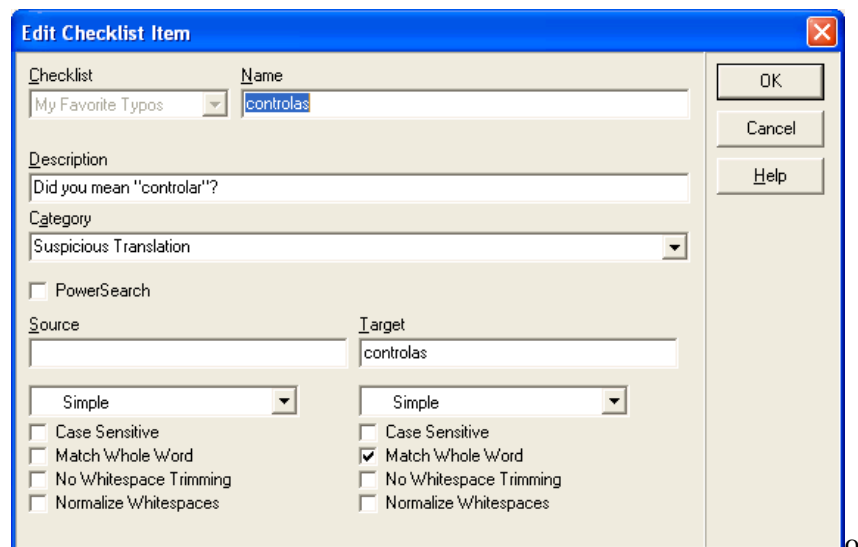 Edit Checklist Item
Checklist Name
My Favorite Typos controlas
OK
Cancel
Help
Description
Did you mean "controlar"?
Category
Suspicious Translation
PowerSearch
Source Target
controlas
Simple Simple
Case Sensitive Case Sensitive
Match Whole Word Match Whole Word
No Whitespace Trimming No Whitespace Trimming
Normalize Whitespaces Normalize Whitespaces